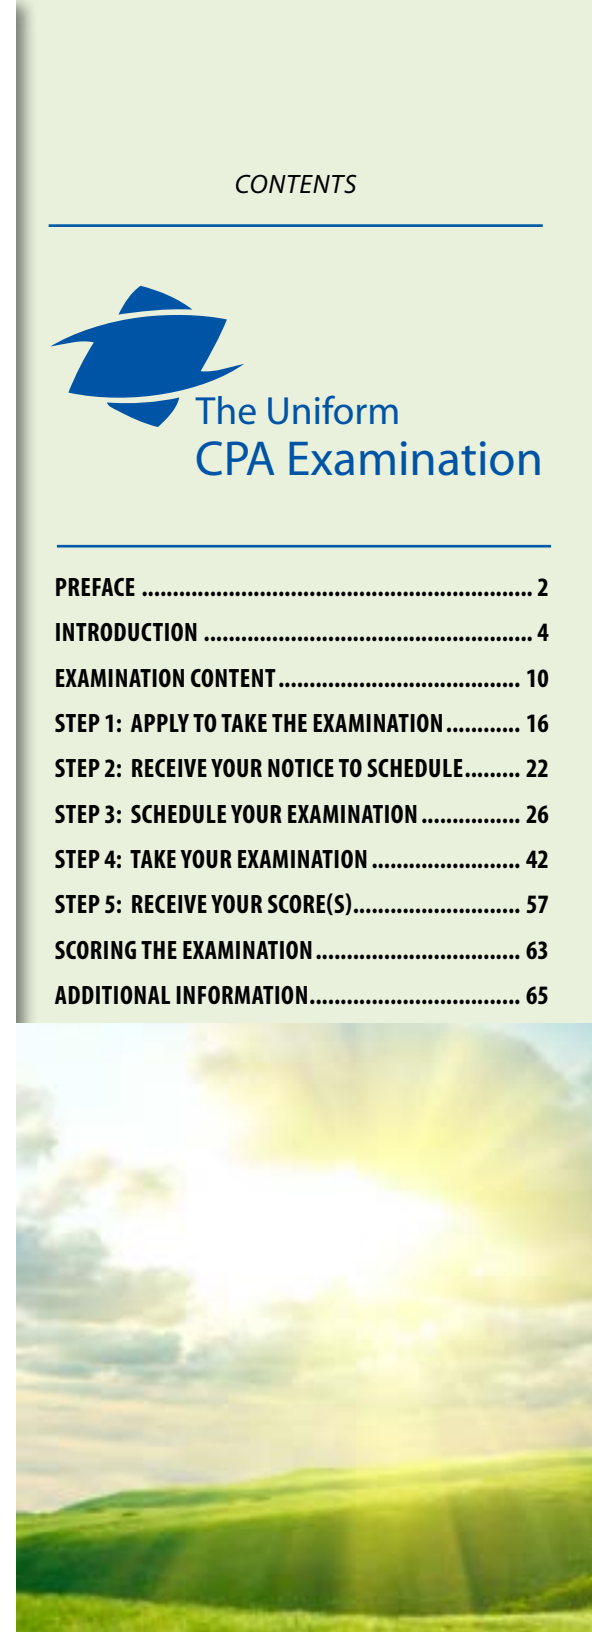 CONTENTS
The Uniform
CPA Examination
PREFACE ............................................................... 2
INTRODUCTION ..................................................... 4
EXAMINATION CONTENT ....................................... 10
STEP 1: APPLY TO TAKE THE EXAMINATION ............ 16
STEP 2: RECEIVE YOUR NOTICE TO SCHEDULE ......... 22
STEP 3: SCHEDULE YOUR EXAMINATION ................ 26
STEP 4: TAKE YOUR EXAMINATION ........................ 42
STEP 5: RECEIVE YOUR SCORE(S) ........................... 57
SCORING THE EXAMINATION ................................. 63
ADDITIONAL INFORMATION .................................. 65